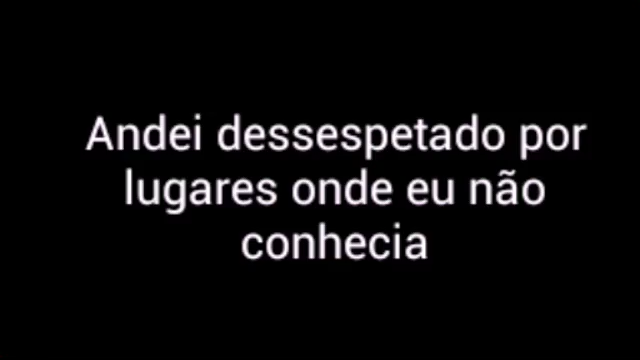 Andei dessespetado por
lugares onde eu não
conhecia